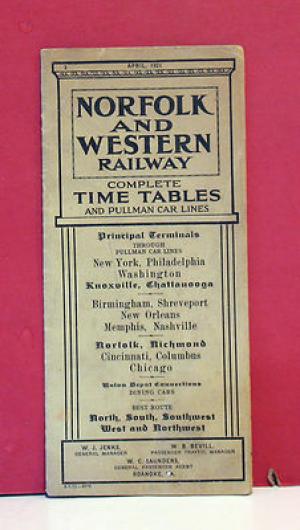 APRIL, 1921
NORFOLK
AND
WESTERN
RAILWAY
COMPLETE
TIME TABLES
AND PULLMAN CAR LINES
Principal Terminals
THROUGH
PULLMAN CAR LINES
New York, Philadelphia
Washington
Knoxville, Chattanooga
Birmingham, Shreveport
New Orleans
Memphis, Nashville
Norfolk, Richmond
Cincinnati, Columbus
Chicago
Union Depot Connections
DINING CARS
BEST ROUTE
North, South, Southwest
West and Northwest
W. J. JENKS,
GENERAL MANAGER
W. B. BEVILL,
PASSENGER TRAFFIC MANAGER
W. C. SAUNDERS,
GENERAL PASSENGER AGENT
ROANOKE, VA.